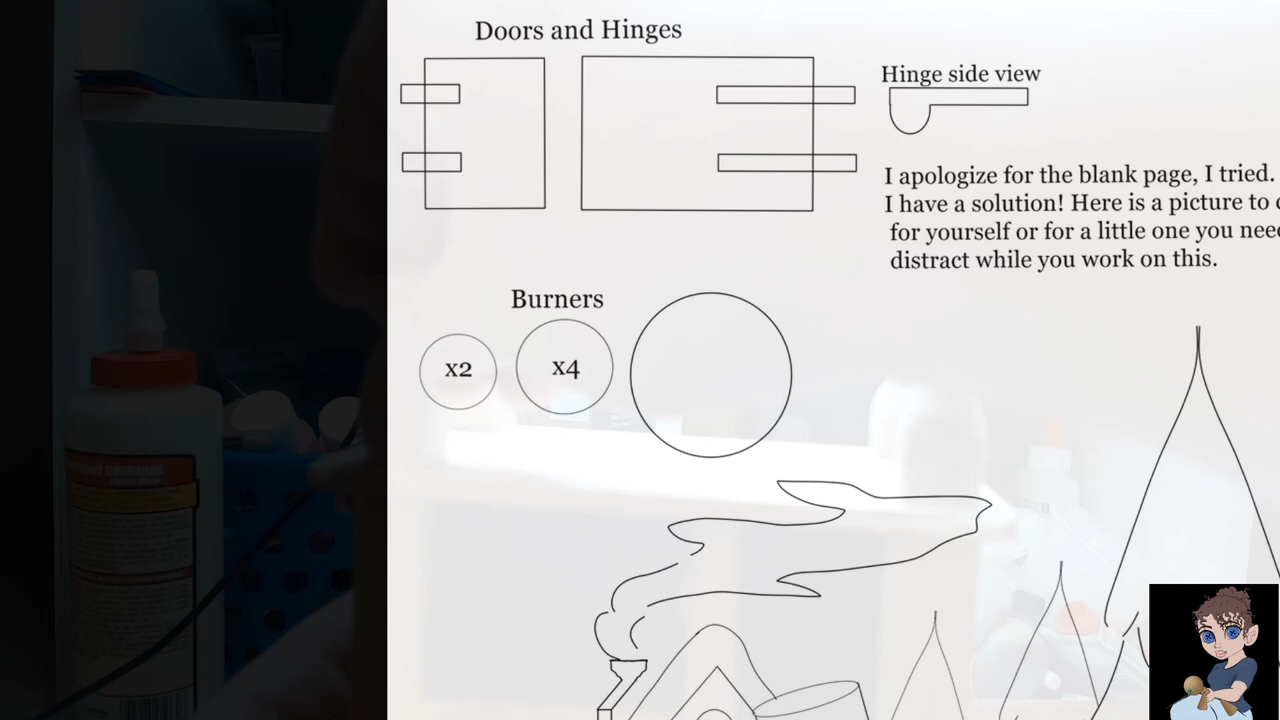 Doors and Hinges
Hinge side view
I apologize for the blank page, I tried.
I have a solution! Here is a picture to
for yourself or for a little one you
distract while you work on this.
Burners
x2
x4
ORIGINAL